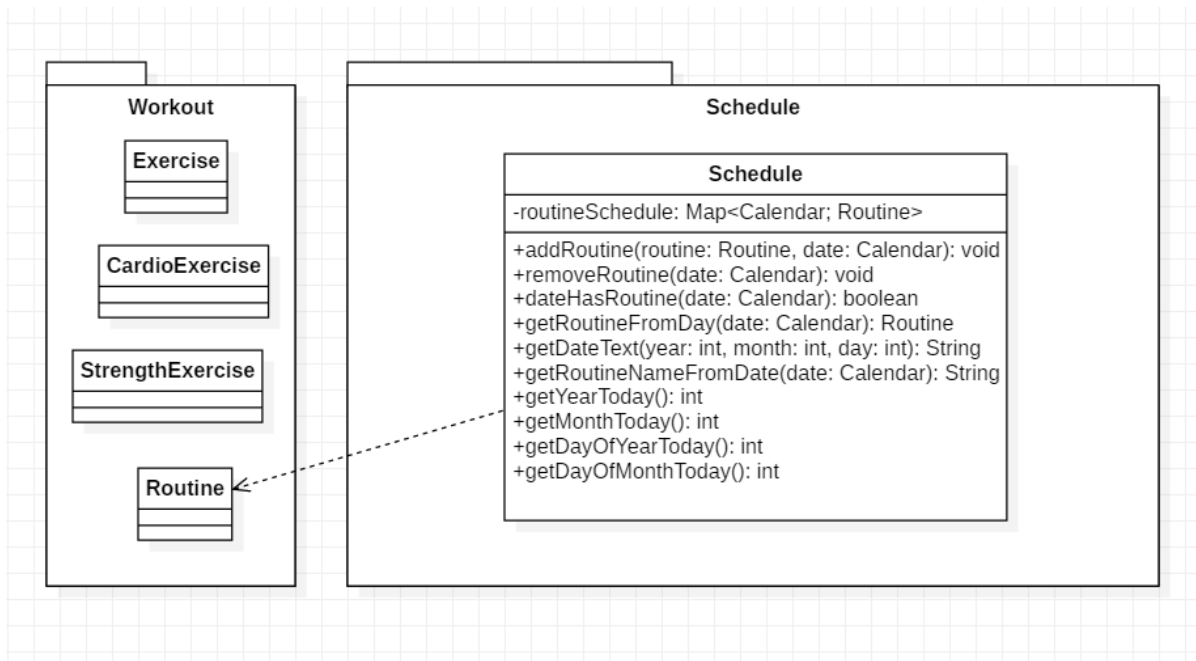 Workout
Exercise
CardioExercise
StrengthExercise
Routine
Schedule
Schedule
-routineSchedule: Map<Calendar; Routine>
+addRoutine(routine: Routine, date: Calendar): void
+removeRoutine(date: Calendar): void
+dateHasRoutine(date: Calendar): boolean
+getRoutineFromDay(date: Calendar): Routine
+getDateText(year: int, month: int, day: int): String
+getRoutineNameFromDate(date: Calendar): String
+getYearToday(): int
+getMonthToday(): int
+getDayOfYearToday(): int
+getDayOfMonthToday(): int